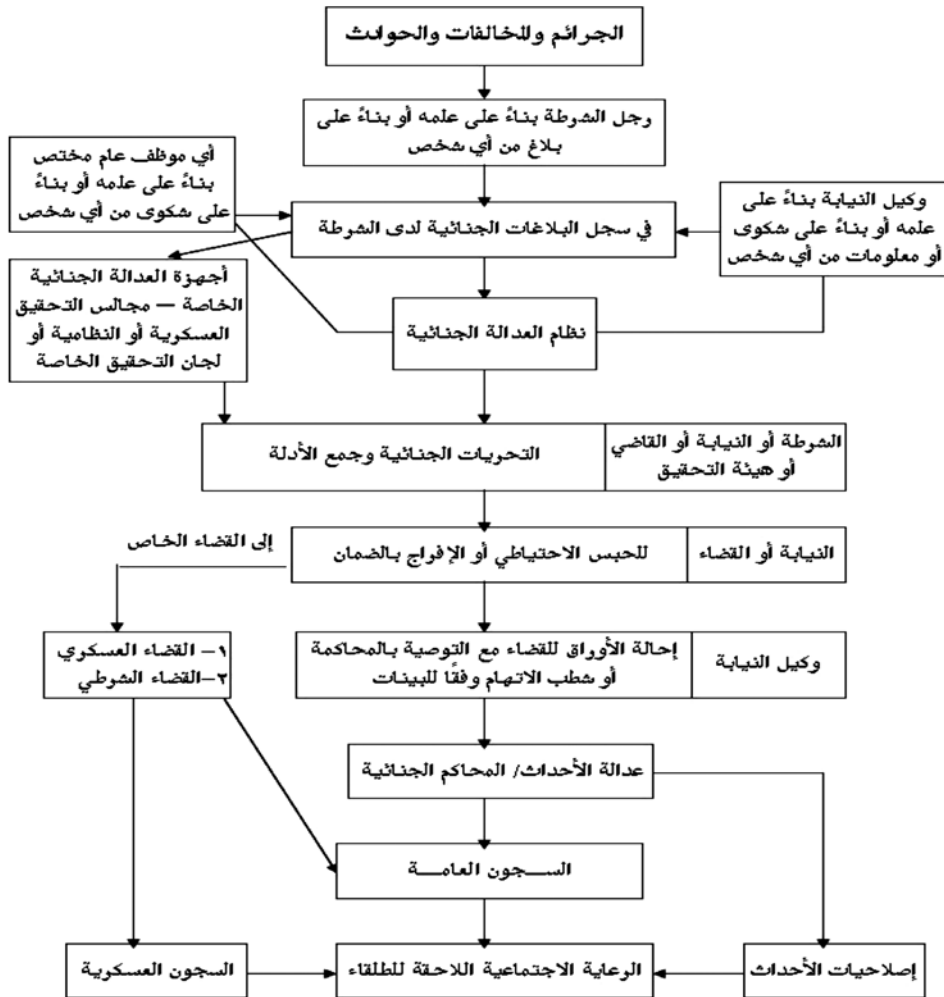 الجرائم والمخالفات والحوادث
رجل الشرطة بناءً على علمه أو بناءً على
بلاغ من أي شخص
أي موظف عام مختص
بناءً على علمه أو بناءً
على شكوى من أي شخص
وكيل النيابة بناءً على
علمه أو بناءً على شكوى
أو معلومات من أي شخص
في سجل البلاغات الجنائية لدى الشرطة
أجهزة العدالة الجنائية
الخاصة — مجالس التحقيق
العسكرية أو النظامية أو
لجان التحقيق الخاصة
نظام العدالة الجنائية
الشرطة أو النيابة أو القاضي
أو هيئة التحقيق
التحريات الجنائية وجمع الأدلة
النيابة أو القضاء
للحبس الاحتياطي أو الإفراج بالضمان
إلى القضاء الخاص
١- القضاء العسكري
٢-القضاء الشرطي
وكيل النيابة
إحالة الأوراق للقضاء مع التوصية بالمحاكمة
أو شطب الاتهام وفقًا للبينات
عدالة الأحداث/ المحاكم الجنائية
الســجون العامــة
إصلاحيات الأحداث
الرعاية الاجتماعية اللاحقة للطلقاء
السجون العسكرية